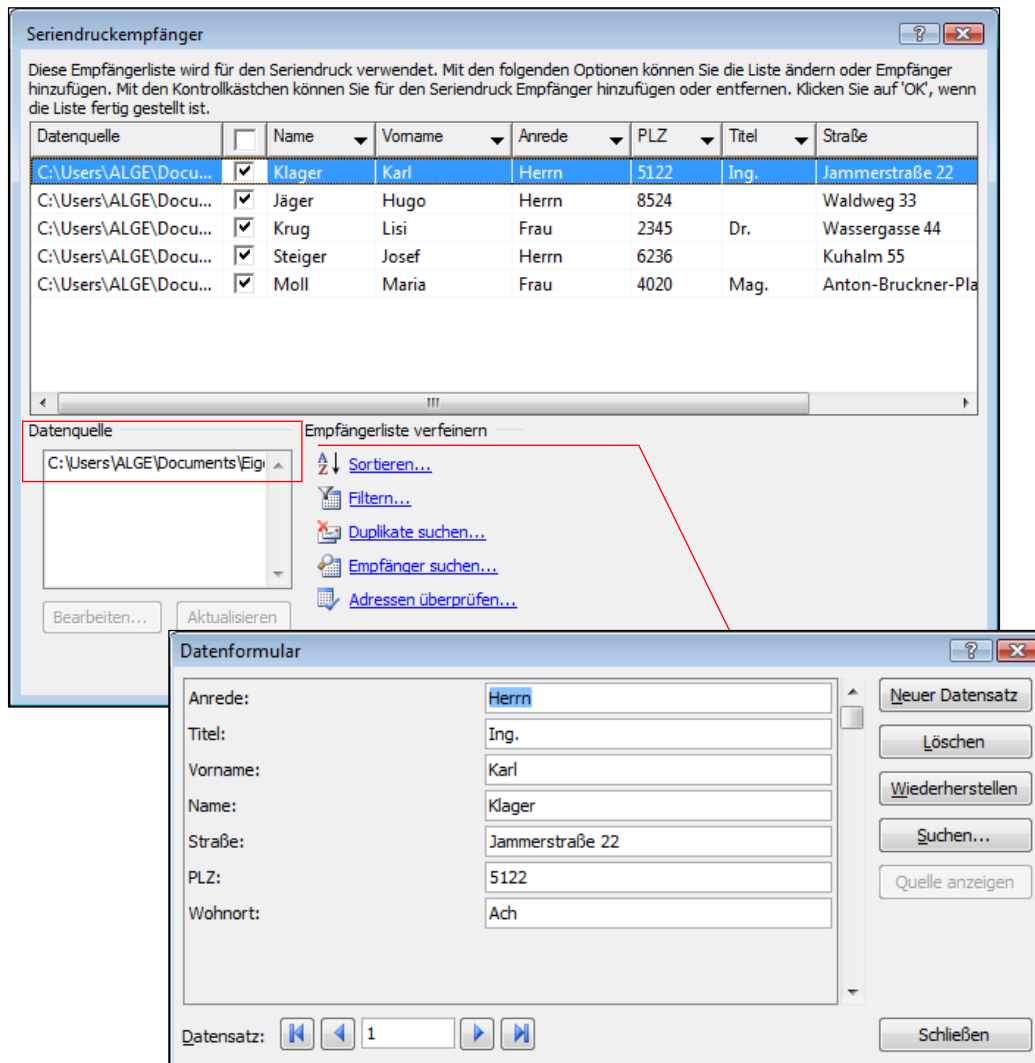 Seriendruckempfänger
Diese Empfängerliste wird für den Seriendruck verwendet. Mit den folgenden Optionen können Sie die Liste ändern oder Empfänger
hinzufügen. Mit den Kontrollkästchen können Sie für den Seriendruck Empfänger hinzufügen oder entfernen. Klicken Sie auf 'OK', wenn
die Liste fertig gestellt ist.
Datenquelle Name Vorname Anrede PLZ Titel Straße
C:\Users\ALGE\Docu... Klager Karl Herrn 5122 Ing. Jammerstraße 22
C:\Users\ALGE\Docu... Jäger Hugo Herrn 8524 Waldweg 33
C:\Users\ALGE\Docu... Krug Lisi Frau 2345 Dr. Wassergasse 44
C:\Users\ALGE\Docu... Steiger Josef Herrn 6236 Kuhalm 55
C:\Users\ALGE\Docu... Moll Maria Frau 4020 Mag. Anton-Bruckner-Pla
Datenquelle
C:\Users\ALGE\Documents\Eig
Bearbeiten... Aktualisieren
Empfängerliste verfeinern
Sortieren...
Filtern...
Duplikate suchen...
Empfänger suchen...
Adressen überprüfen...
Datenformular
Anrede: Herrn
Titel: Ing.
Vorname: Karl
Name: Klager
Straße: Jammerstraße 22
PLZ: 5122
Wohnort: Ach
Neuer Datensatz
Löschen
Wiederherstellen
Suchen...
Quelle anzeigen
Datensatz: 1
Schließen